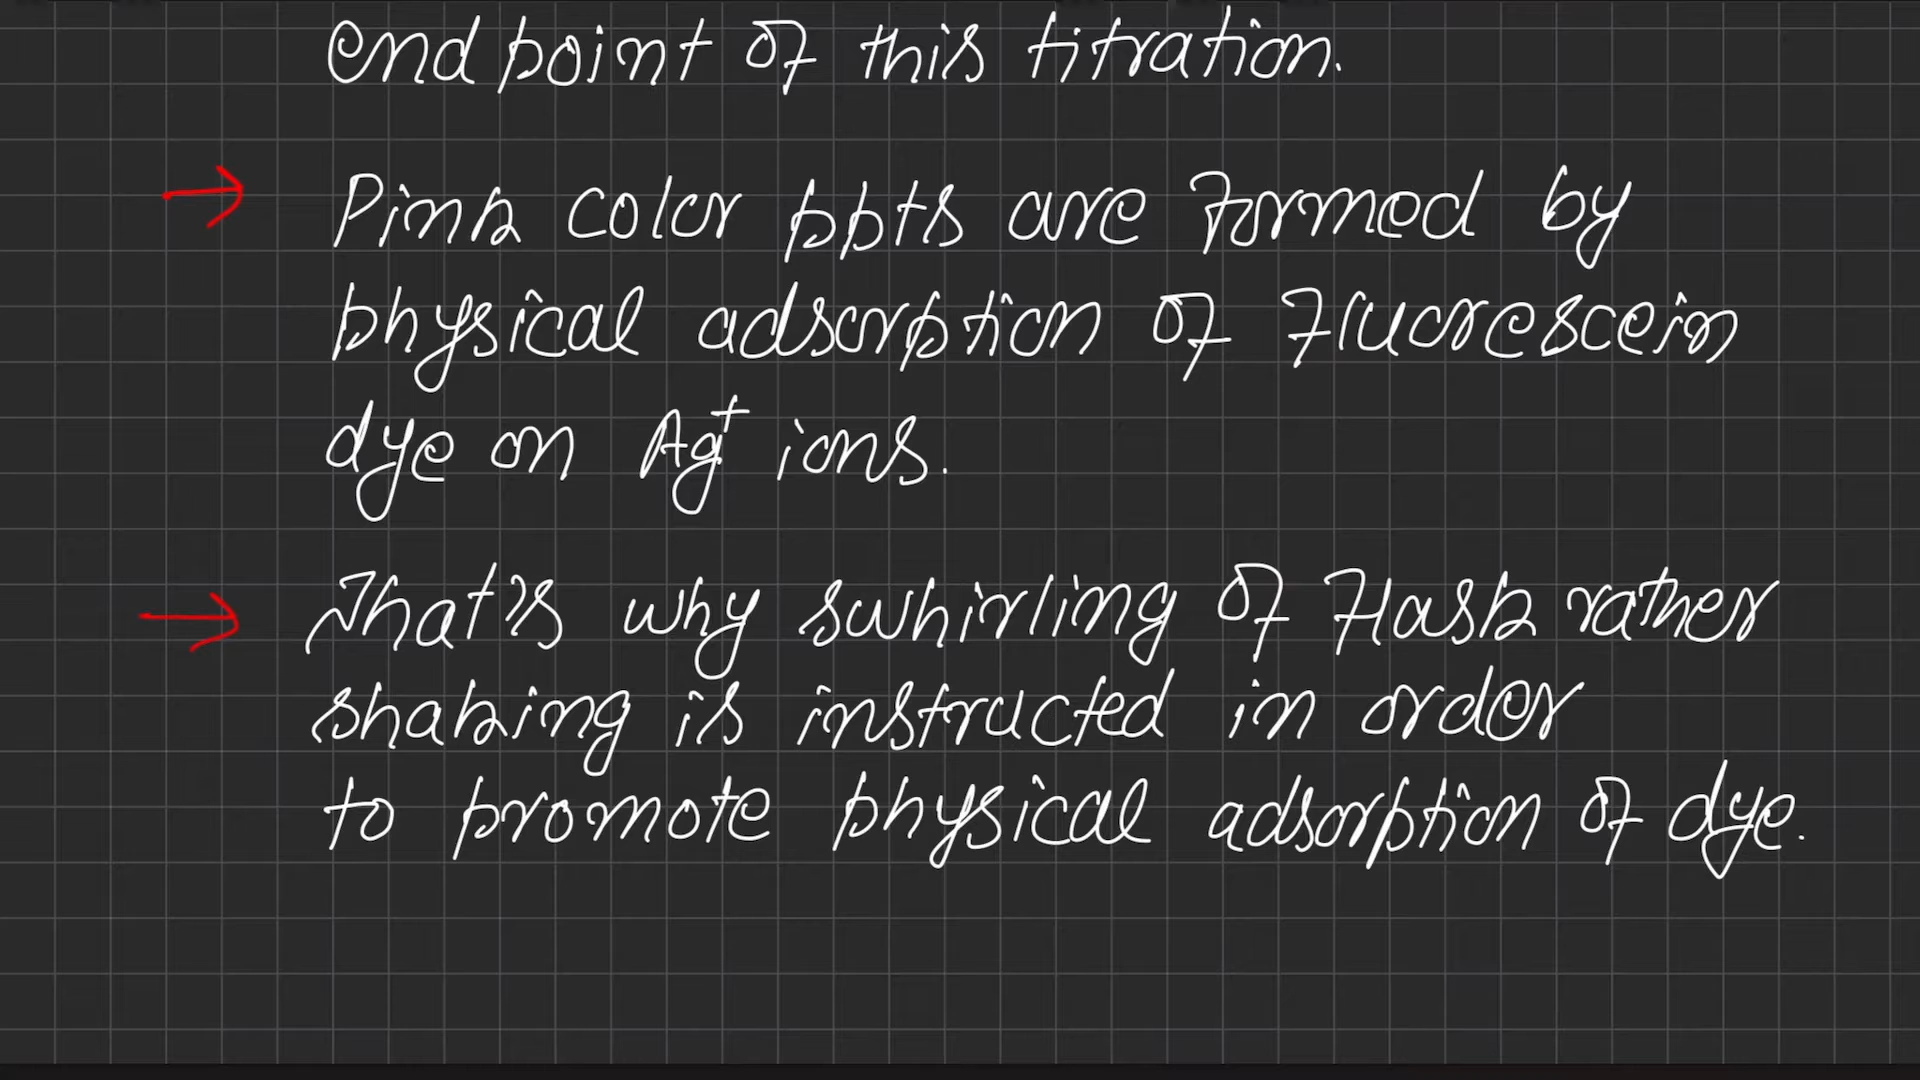 end point of this titration.
→ Pink color ppts are formed by
physical adsorption of Fluorescein
dye on Ag⁺ ions.
→ That's why swhirling of Flask rather
shaking is instructed in order
to promote physical adsorption of dye.